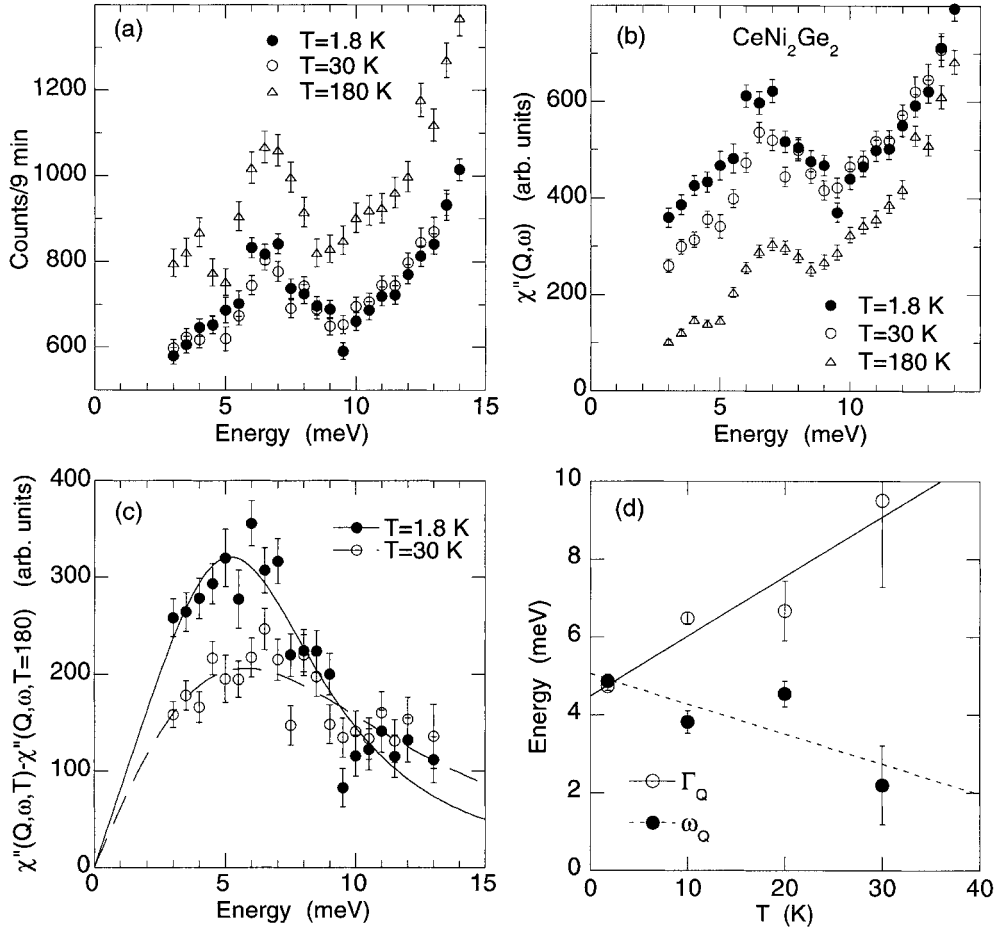 (a)
T=1.8 K
T=30 K
T=180 K
Counts/9 min
1200
1000
800
600
0
5
10
15
Energy (meV)
(b)
CeNi₂Ge₂
χ"(Q,ω) (arb. units)
600
400
200
0
T=1.8 K
T=30 K
T=180 K
0
5
10
Energy (meV)
(c)
T=1.8 K
T=30 K
χ"(Q,ω,T)-χ"(Q,ω,T=180) (arb. units)
400
300
200
100
0
0
5
10
15
Energy (meV)
(d)
Energy (meV)
10
8
6
4
2
0
Γ_Q
ω_Q
0
10
20
30
40
T (K)